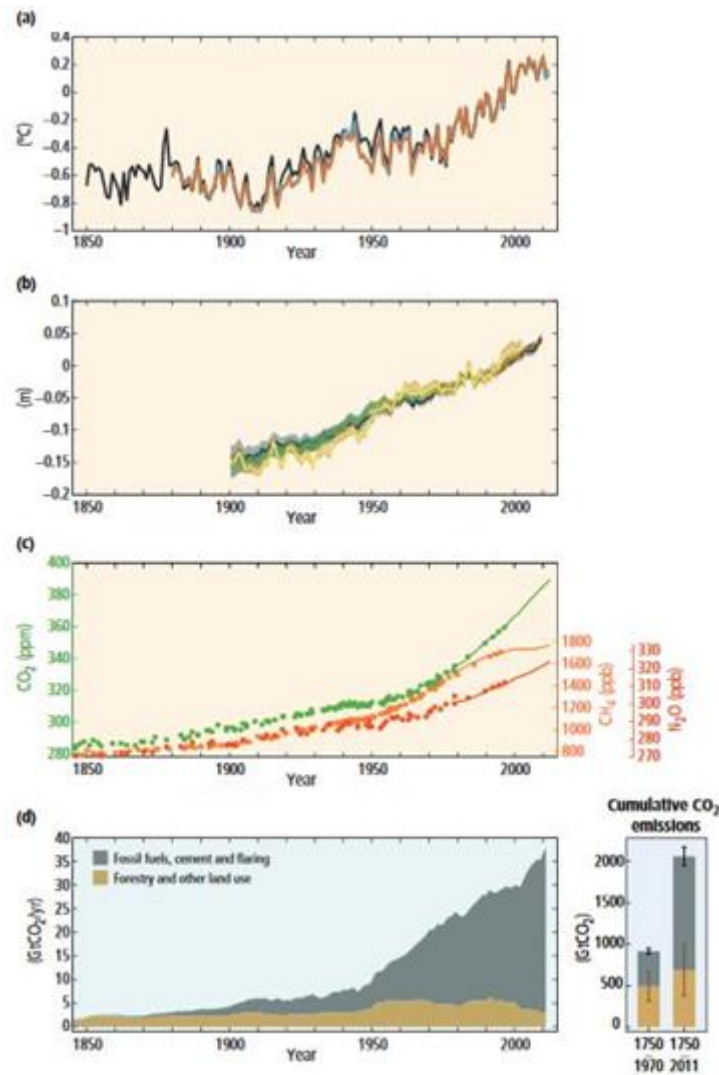 (a)
0.4
0.2
0
−0.2
−0.4
−0.6
−0.8
−1
(°C)
1850 1900 1950 2000
Year
(b)
0.1
0.05
0
−0.05
−0.1
−0.15
−0.2
(m)
1850 1900 1950 2000
Year
(c)
400
380
360
340
320
300
280
CO2 (ppm)
1800
1600
1400
1200
1000
800
CH4 (ppb)
330
320
310
300
290
280
270
N2O (ppb)
1850 1900 1950 2000
Year
(d)
40
35
30
25
20
15
10
5
0
(GtCO2/yr)
Fossil fuels, cement and flaring
Forestry and other land use
1850 1900 1950 2000
Year
Cumulative CO2
emissions
2000
1500
1000
500
0
(GtCO2)
1750 1750
1970 2011